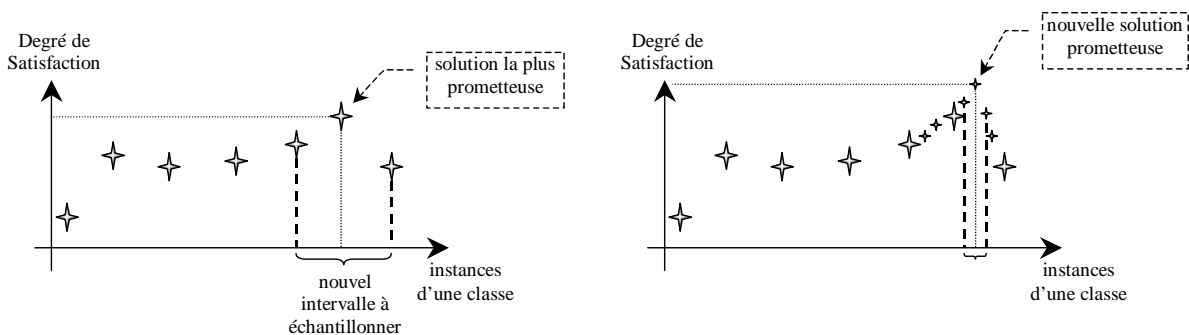 Degré de
Satisfaction
solution la plus
prometteuse
instances
d'une classe
nouvel
intervalle à
échantillonner
nouvelle solution
prometteuse
Degré de
Satisfaction
instances
d'une classe